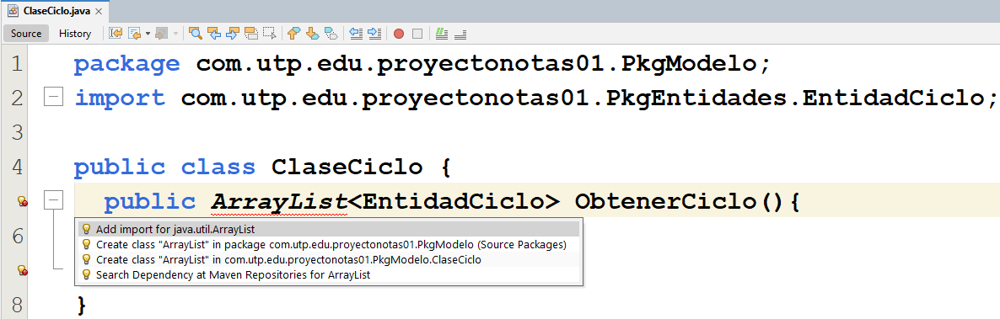 ClaseCiclo.java
Source History
1 package com.utp.edu.proyectonotas01.PkgModelo;
2 import com.utp.edu.proyectonotas01.PkgEntidades.EntidadCiclo;
3
4 public class ClaseCiclo {
public ArrayList<EntidadCiclo> ObtenerCiclo(){
Add import for java.util.ArrayList
6 Create class "ArrayList" in package com.utp.edu.proyectonotas01.PkgModelo (Source Packages)
Create class "ArrayList" in com.utp.edu.proyectonotas01.PkgModelo.ClaseCiclo
Search Dependency at Maven Repositories for ArrayList
8 }